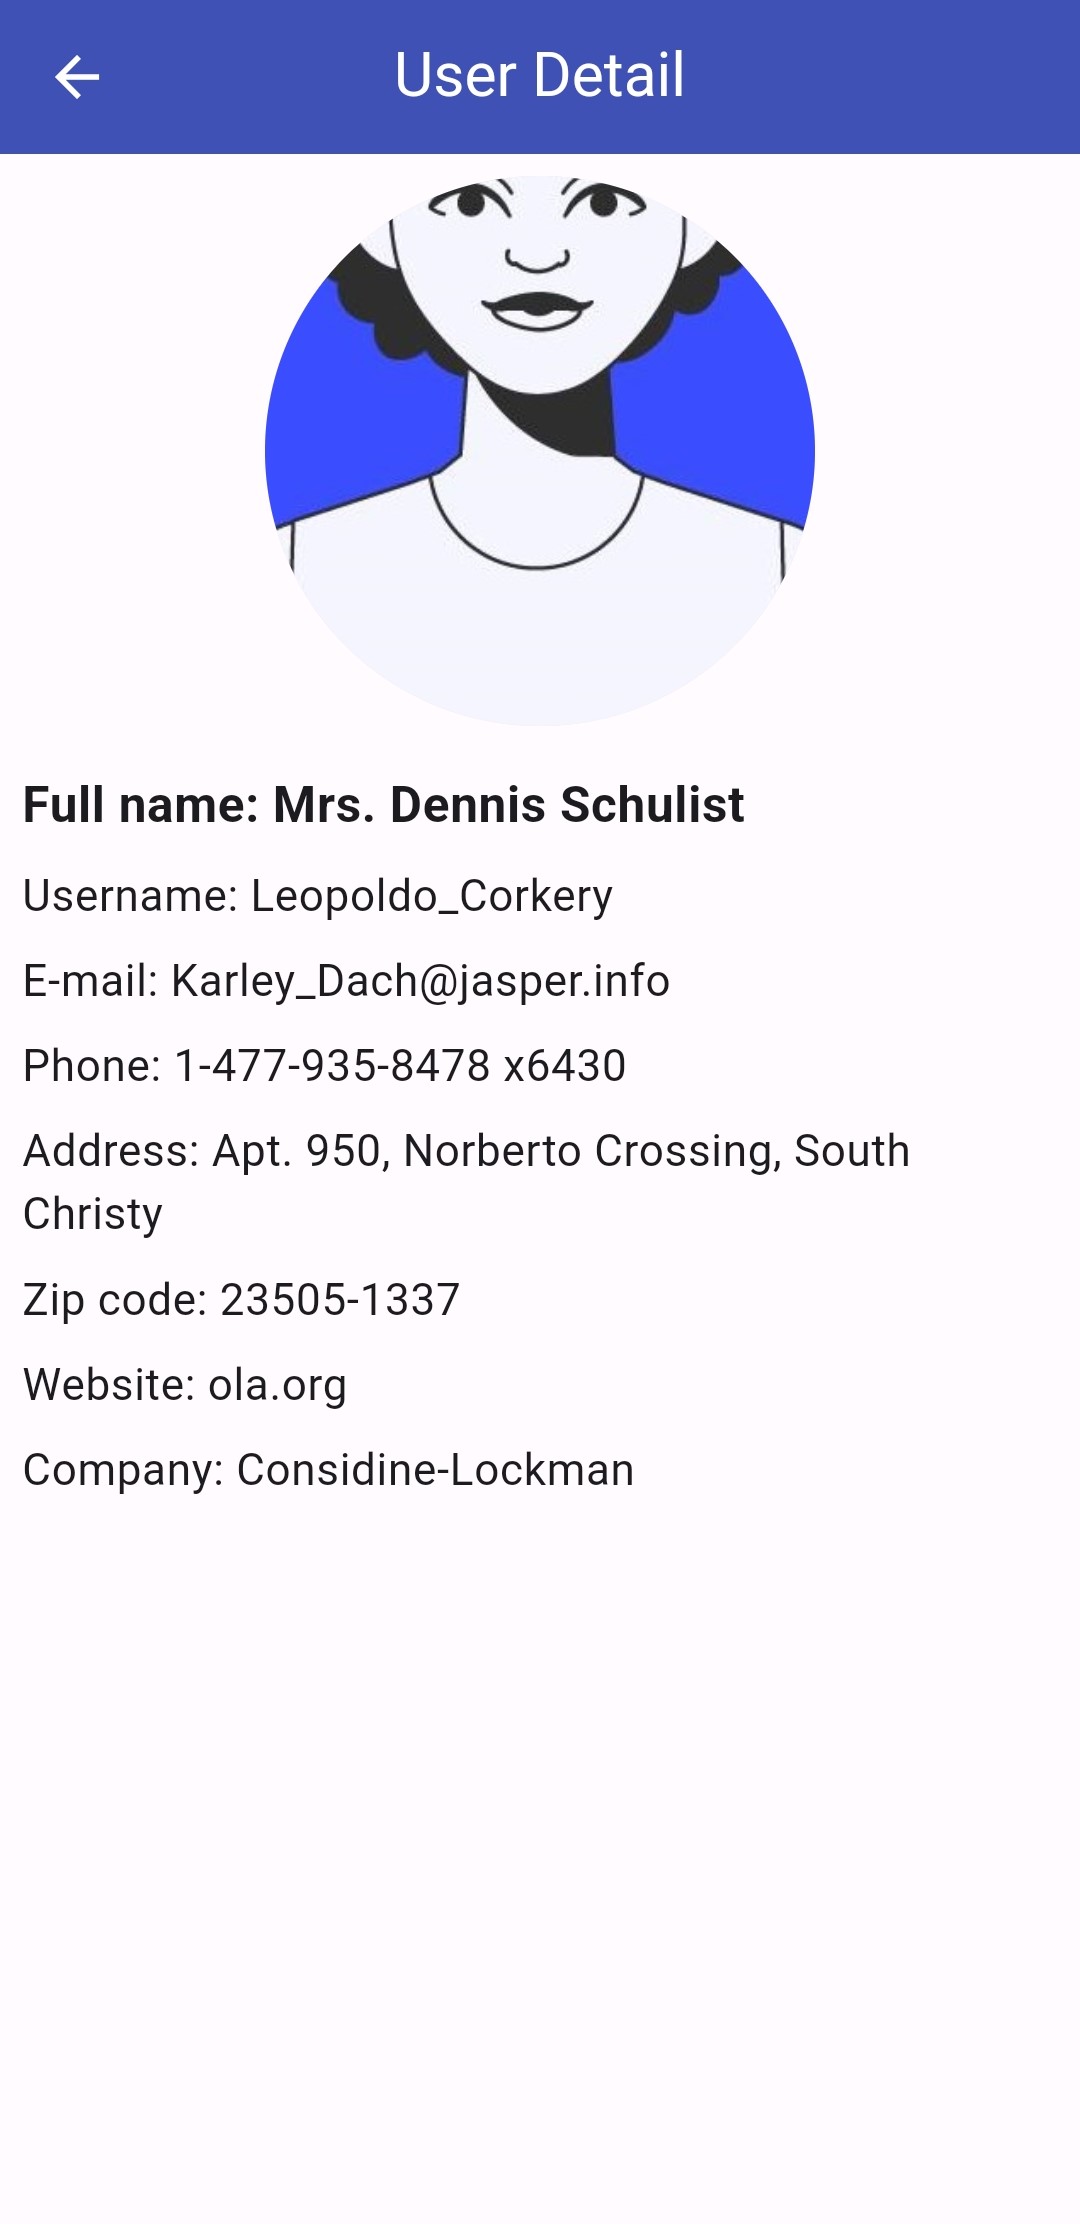 User Detail
Full name: Mrs. Dennis Schulist
Username: Leopoldo_Corkery
E-mail: Karley_Dach@jasper.info
Phone: 1-477-935-8478 x6430
Address: Apt. 950, Norberto Crossing, South
Christy
Zip code: 23505-1337
Website: ola.org
Company: Considine-Lockman